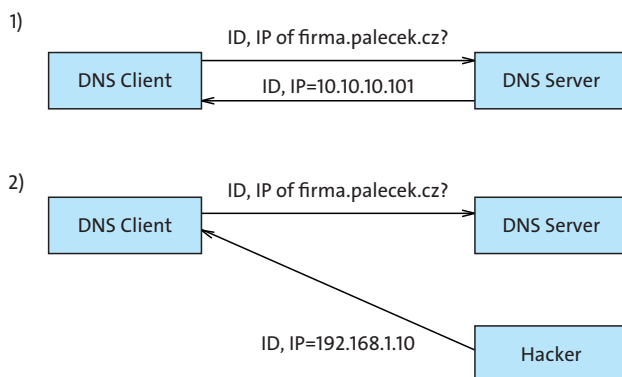 1)
ID, IP of firma.palecek.cz?
DNS Client
DNS Server
ID, IP=10.10.10.101
2)
ID, IP of firma.palecek.cz?
DNS Client
DNS Server
ID, IP=192.168.1.10
Hacker